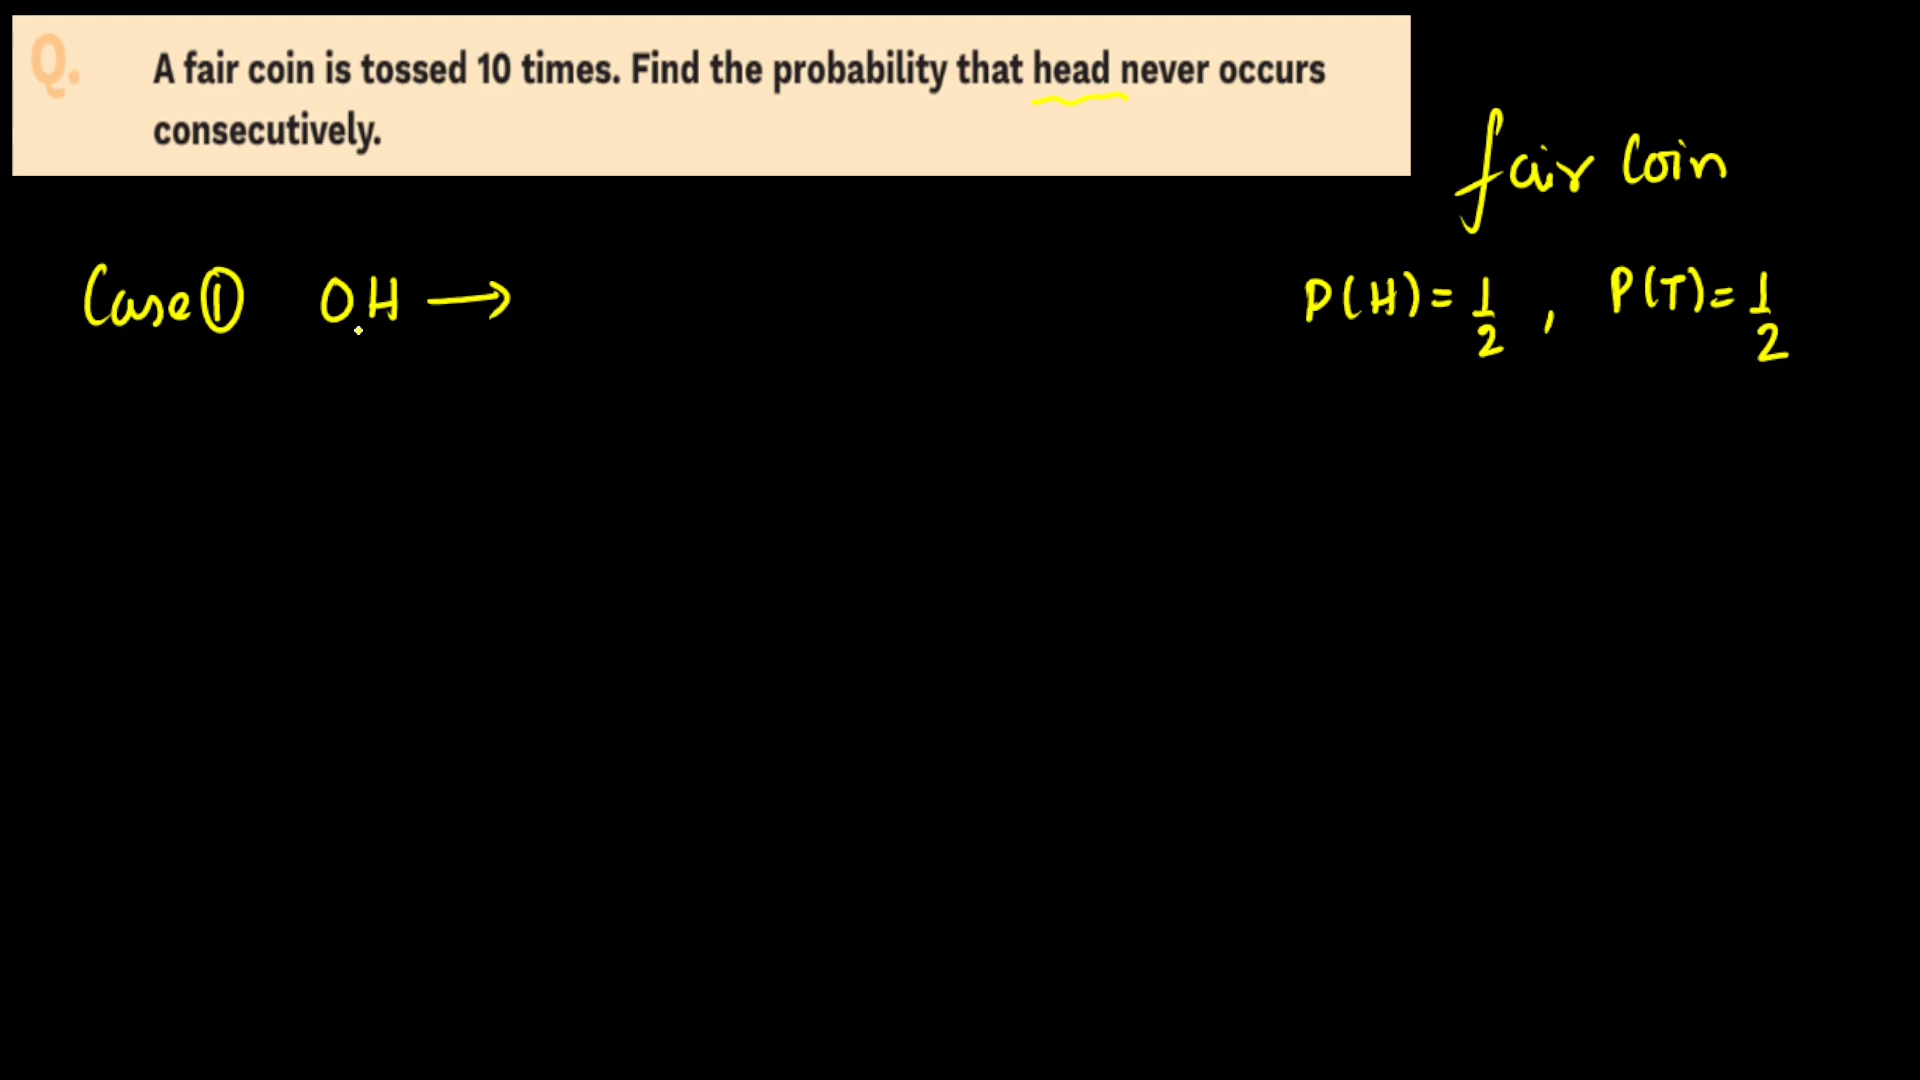 Q. A fair coin is tossed 10 times. Find the probability that head never occurs
consecutively.
fair Coin
Case ① OH →
P(H) = 1/2 , P(T) = 1/2